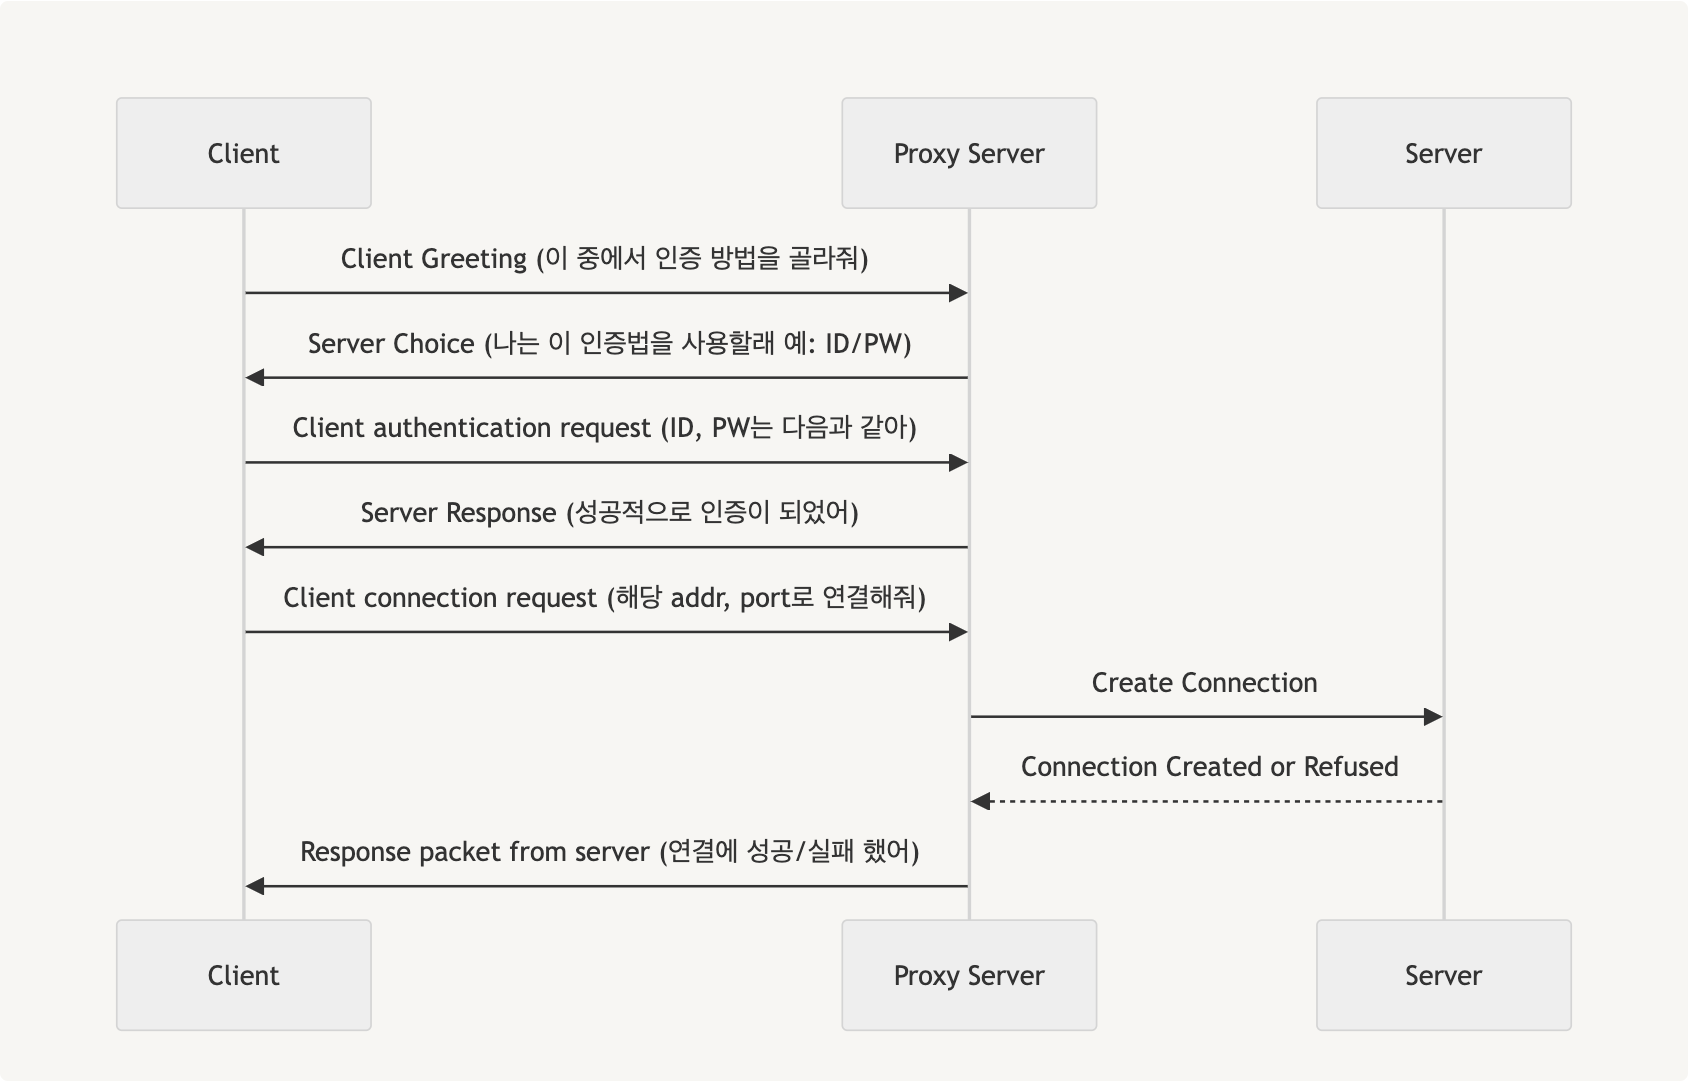 Client
Proxy Server
Server
Client Greeting (이 중에서 인증 방법을 골라줘)
Server Choice (나는 이 인증법을 사용할래 예: ID/PW)
Client authentication request (ID, PW는 다음과 같아)
Server Response (성공적으로 인증이 되었어)
Client connection request (해당 addr, port로 연결해줘)
Create Connection
Connection Created or Refused
Response packet from server (연결에 성공/실패 했어)
Client
Proxy Server
Server